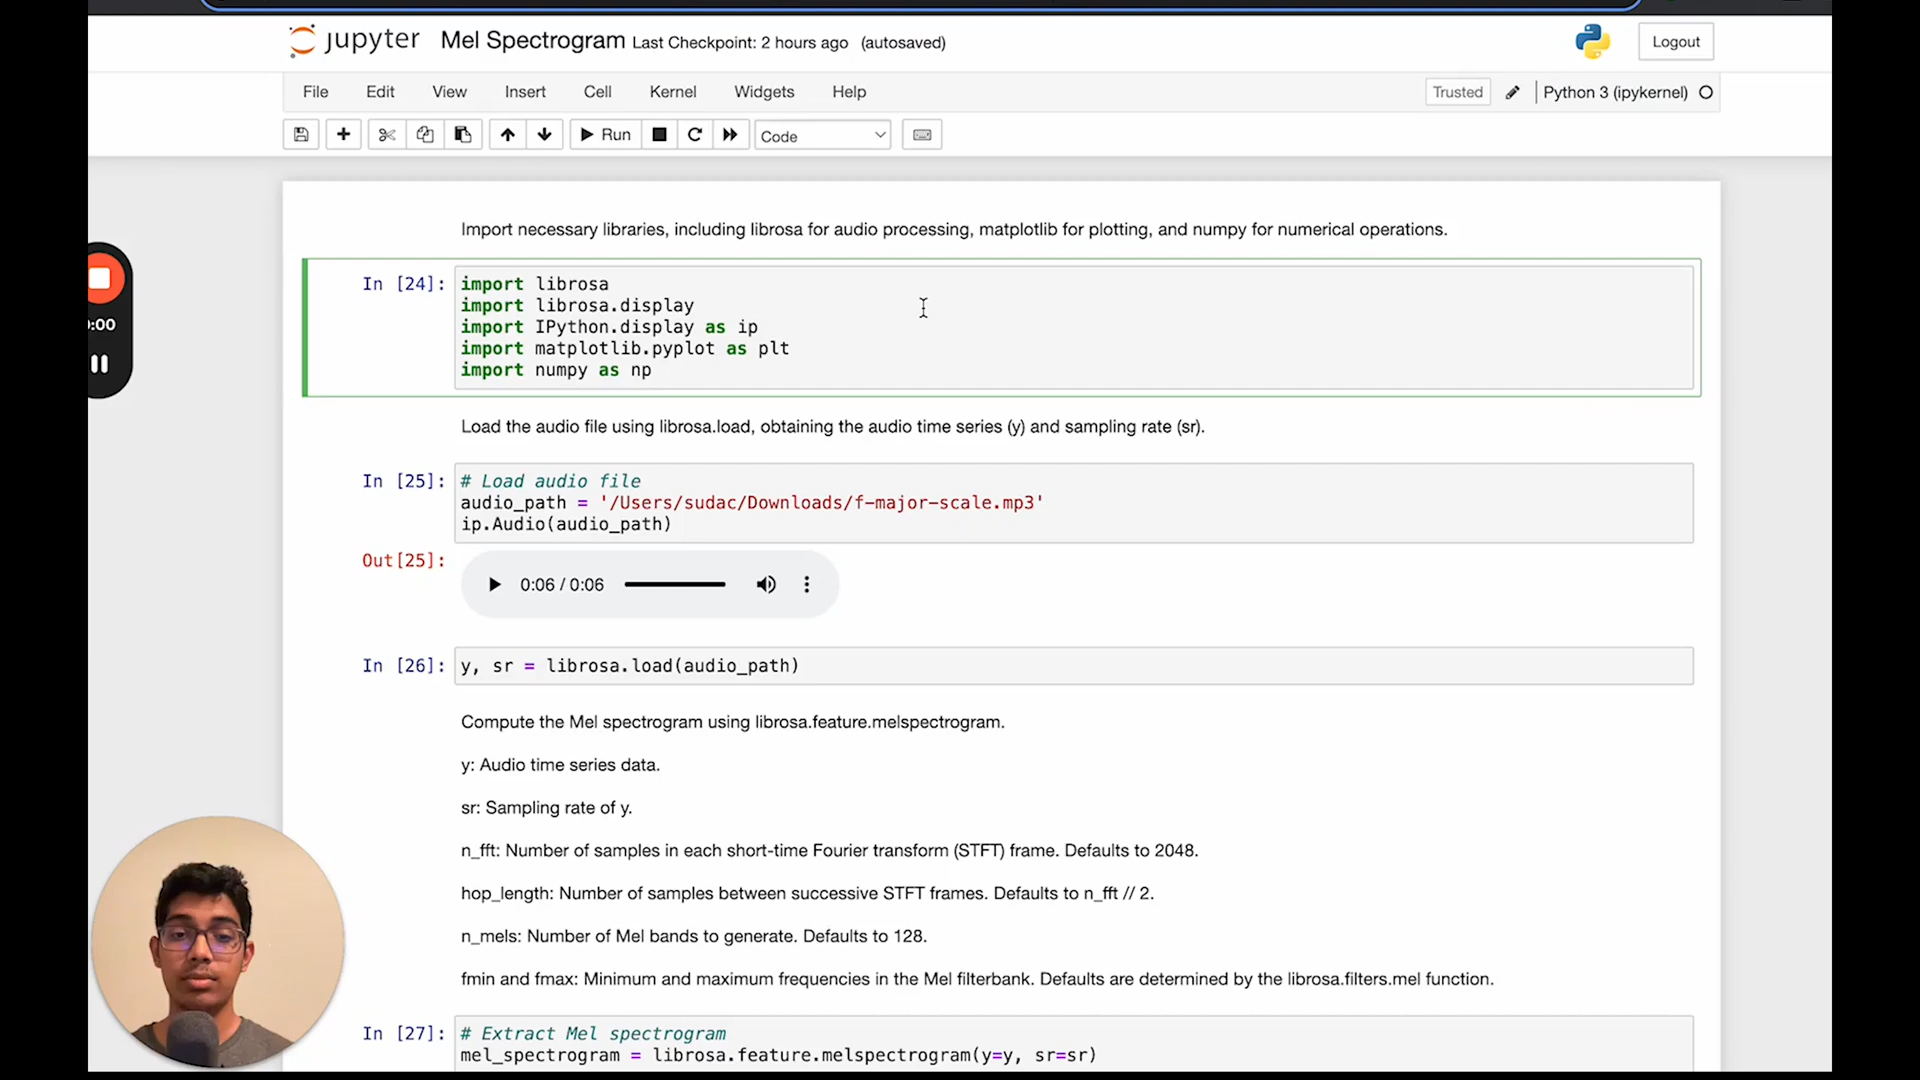 jupyter Mel Spectrogram Last Checkpoint: 2 hours ago (autosaved) Logout
File Edit View Insert Cell Kernel Widgets Help Trusted Python 3 (ipykernel)
Run Code
Import necessary libraries, including librosa for audio processing, matplotlib for plotting, and numpy for numerical operations.
In [24]: import librosa
import librosa.display
import IPython.display as ip
import matplotlib.pyplot as plt
import numpy as np
:00
Load the audio file using librosa.load, obtaining the audio time series (y) and sampling rate (sr).
In [25]: # Load audio file
audio_path = '/Users/sudac/Downloads/f-major-scale.mp3'
ip.Audio(audio_path)
Out[25]:
0:06 / 0:06
In [26]: y, sr = librosa.load(audio_path)
Compute the Mel spectrogram using librosa.feature.melspectrogram.
y: Audio time series data.
sr: Sampling rate of y.
n_fft: Number of samples in each short-time Fourier transform (STFT) frame. Defaults to 2048.
hop_length: Number of samples between successive STFT frames. Defaults to n_fft // 2.
n_mels: Number of Mel bands to generate. Defaults to 128.
fmin and fmax: Minimum and maximum frequencies in the Mel filterbank. Defaults are determined by the librosa.filters.mel function.
In [27]: # Extract Mel spectrogram
mel_spectrogram = librosa.feature.melspectrogram(y=y, sr=sr)